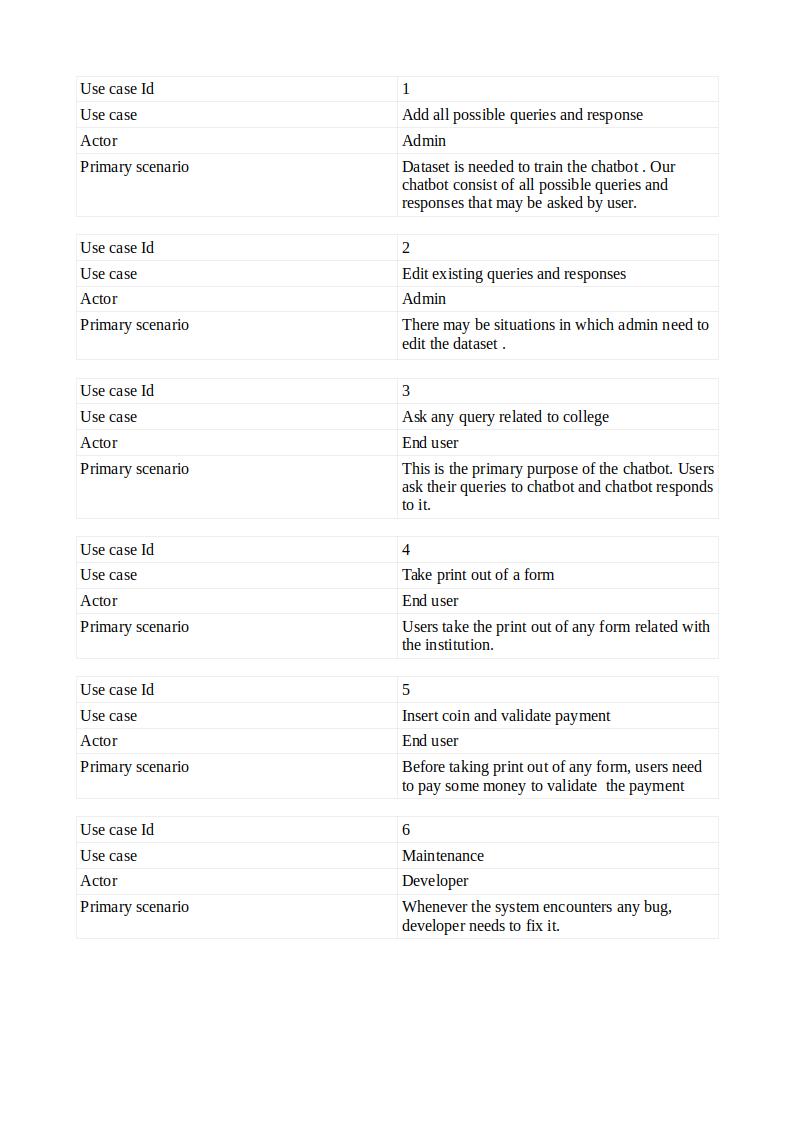 Use case Id 1
Use case Add all possible queries and response
Actor Admin
Primary scenario Dataset is needed to train the chatbot . Our
chatbot consist of all possible queries and
responses that may be asked by user.
Use case Id 2
Use case Edit existing queries and responses
Actor Admin
Primary scenario There may be situations in which admin need to
edit the dataset .
Use case Id 3
Use case Ask any query related to college
Actor End user
Primary scenario This is the primary purpose of the chatbot. Users
ask their queries to chatbot and chatbot responds
to it.
Use case Id 4
Use case Take print out of a form
Actor End user
Primary scenario Users take the print out of any form related with
the institution.
Use case Id 5
Use case Insert coin and validate payment
Actor End user
Primary scenario Before taking print out of any form, users need
to pay some money to validate  the payment
Use case Id 6
Use case Maintenance
Actor Developer
Primary scenario Whenever the system encounters any bug,
developer needs to fix it.